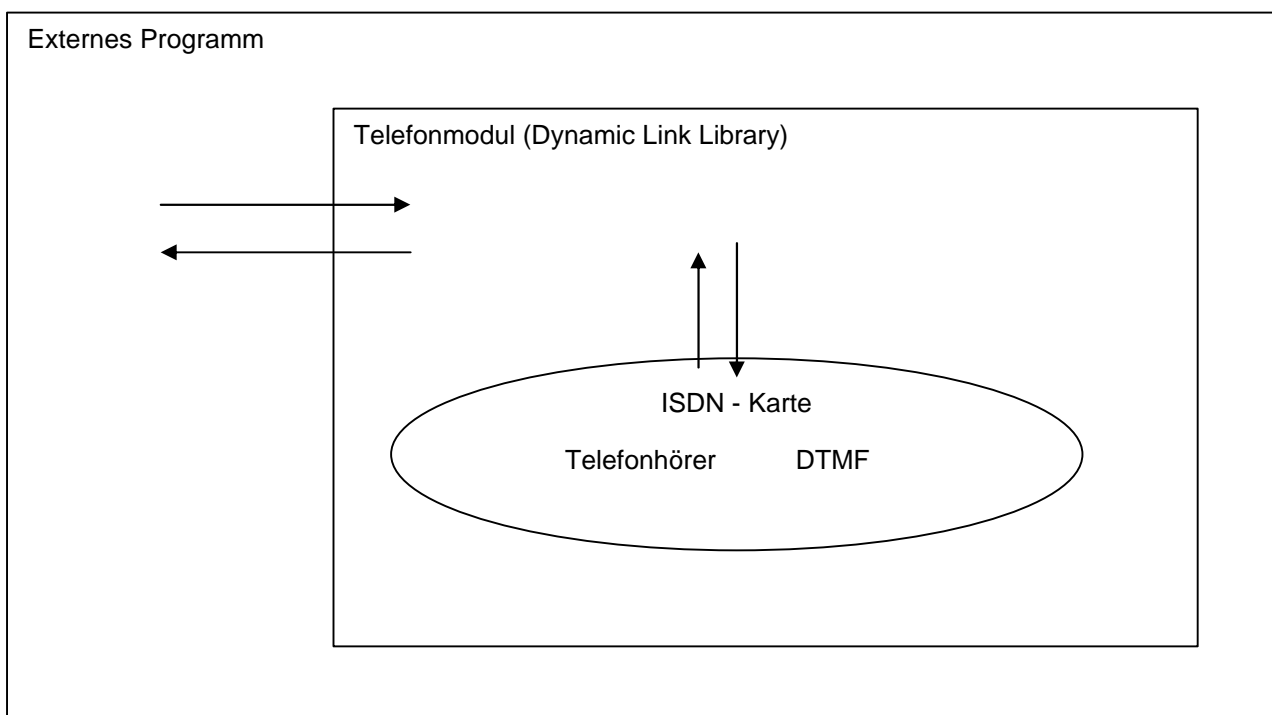 Externes Programm
Telefonmodul (Dynamic Link Library)
ISDN - Karte
Telefonhörer DTMF